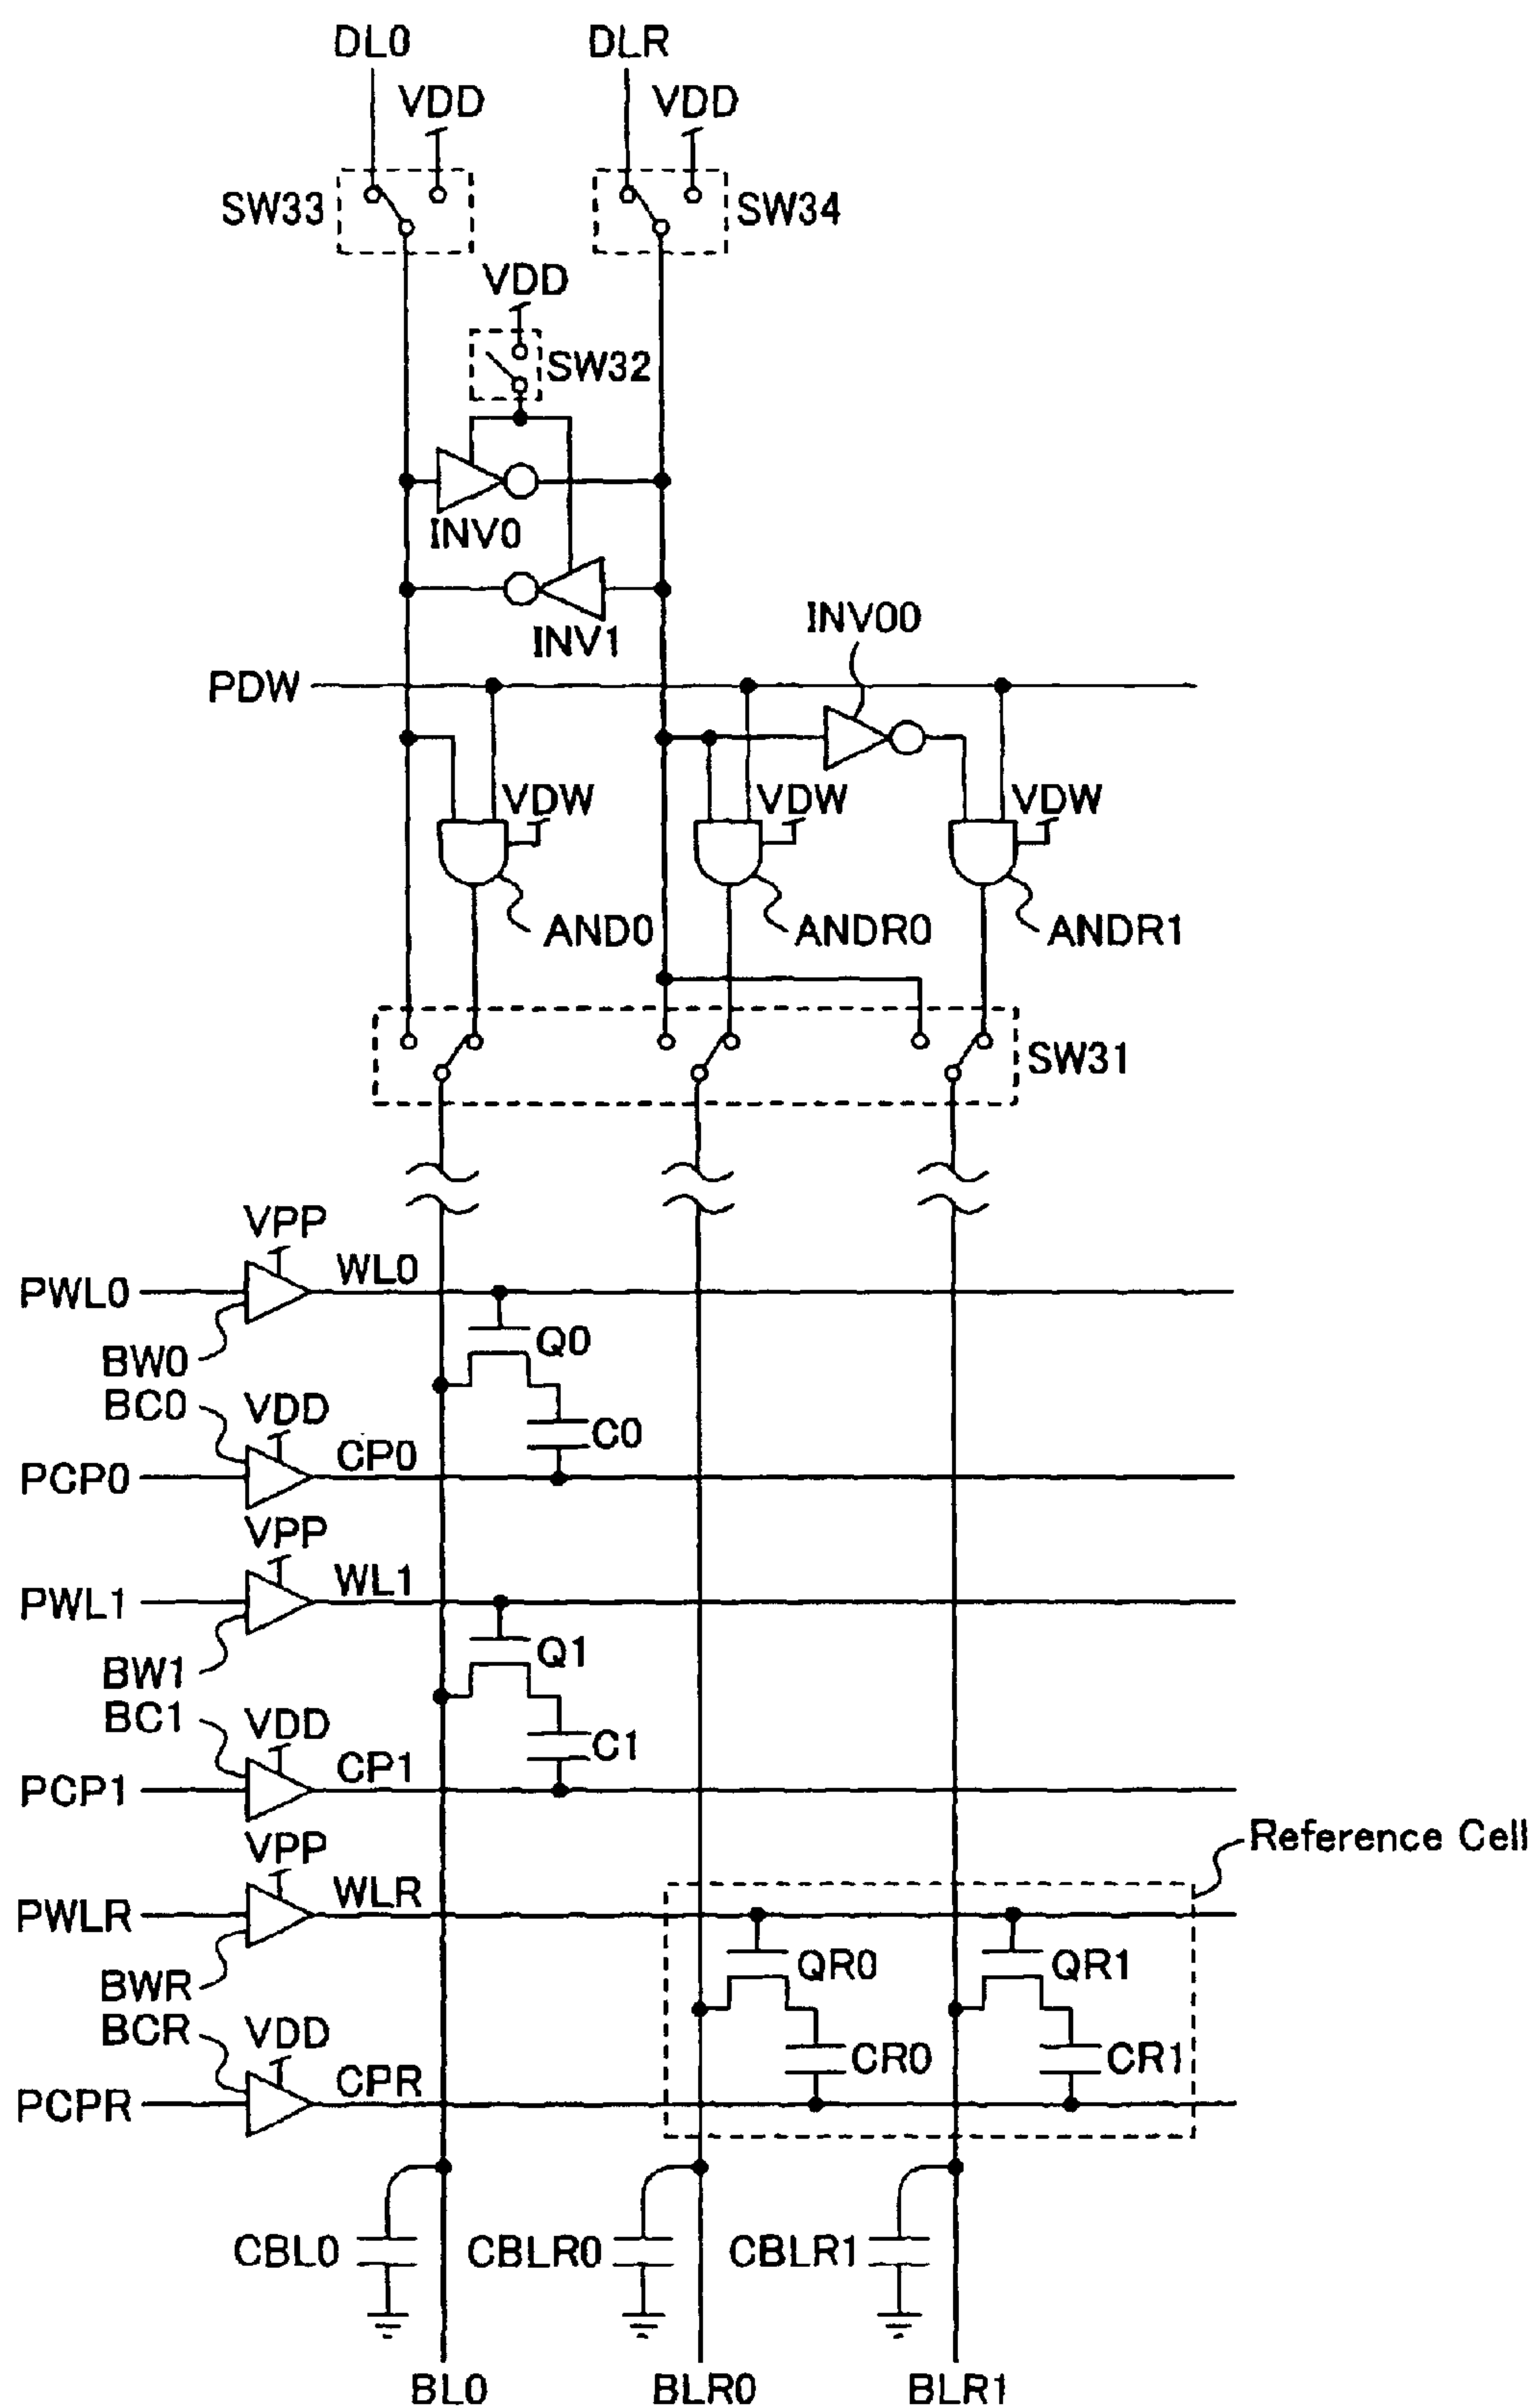 DL0
DLR
VDD
VDD
SW33
SW34
VDD
SW32
INV0
INV1
INV00
PDW
VDW
VDW
VDW
AND0
ANDR0
ANDR1
SW31
VPP
WL0
PWL0
Q0
BW0
BC0
VDD
C0
CP0
PCP0
VPP
WL1
PWL1
Q1
BW1
BC1
VDD
C1
CP1
PCP1
Reference Cell
VPP
WLR
PWLR
QR0
QR1
BWR
BCR
VDD
CR0
CR1
CPR
PCPR
CBL0
CBLR0
CBLR1
BL0
BLR0
BLR1